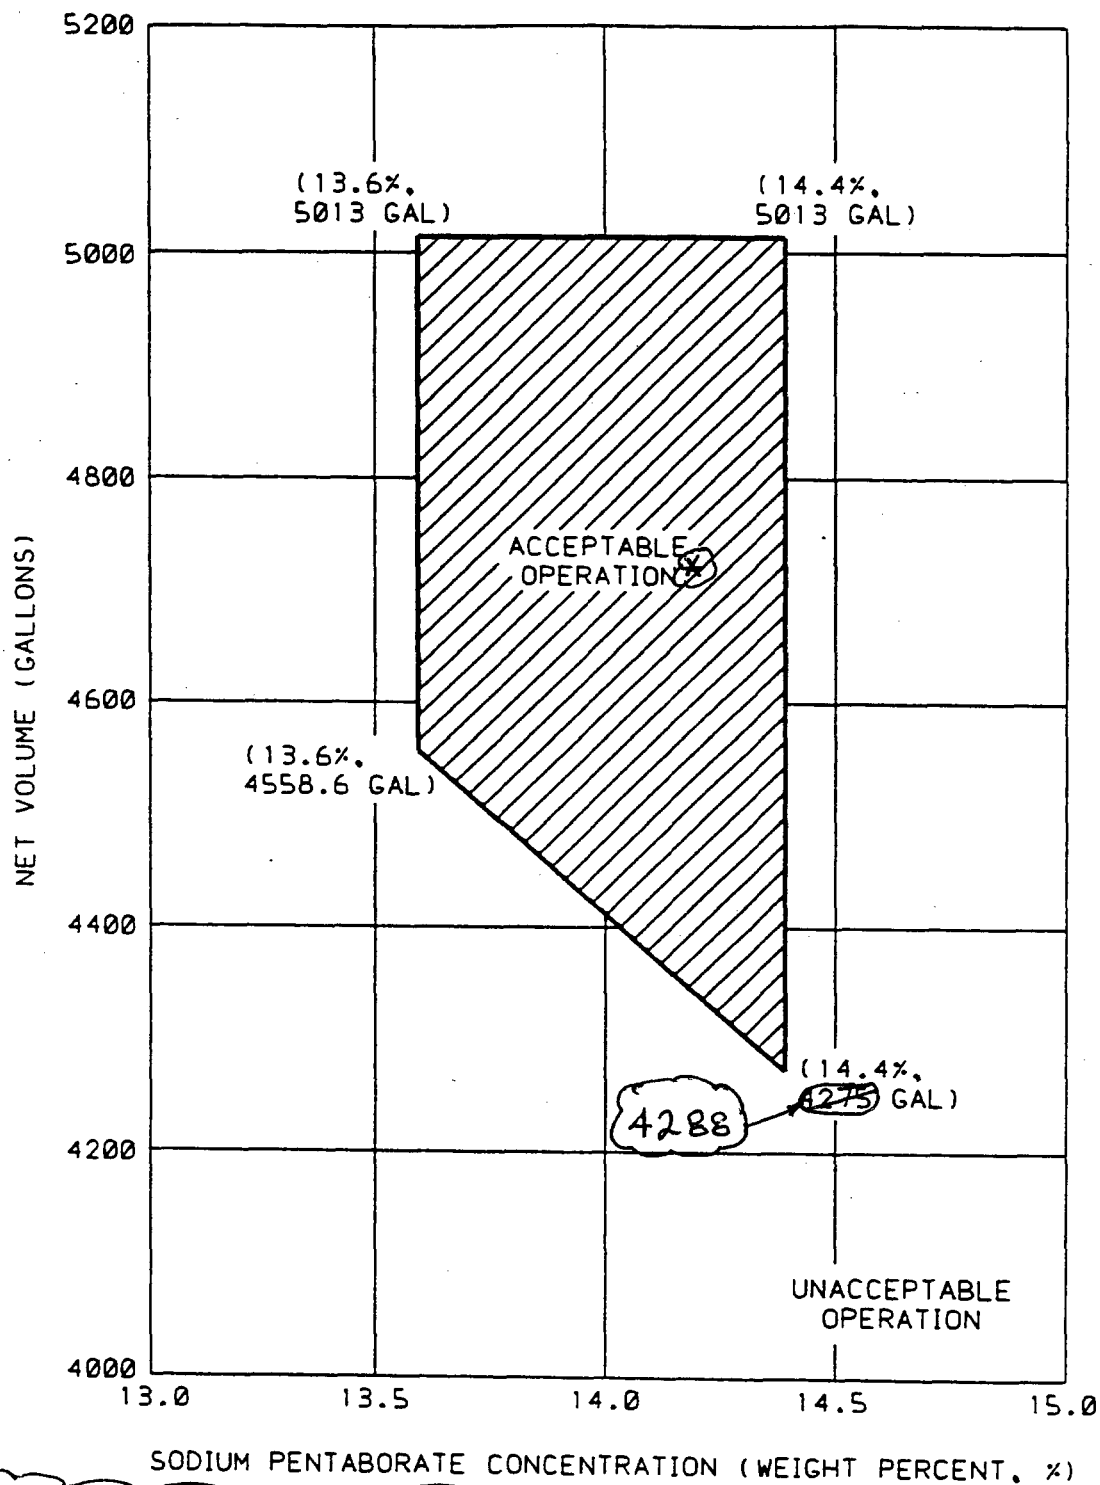 5200
(13.6%,
5013 GAL)
(14.4%,
5013 GAL)
5000
4800
ACCEPTABLE
OPERATION *
4600
(13.6%,
4558.6 GAL)
4400
(14.4%,
4275 GAL)
4288
4200
UNACCEPTABLE
OPERATION
4000
13.0 13.5 14.0 14.5 15.0
NET VOLUME (GALLONS)
SODIUM PENTABORATE CONCENTRATION (WEIGHT PERCENT, %)